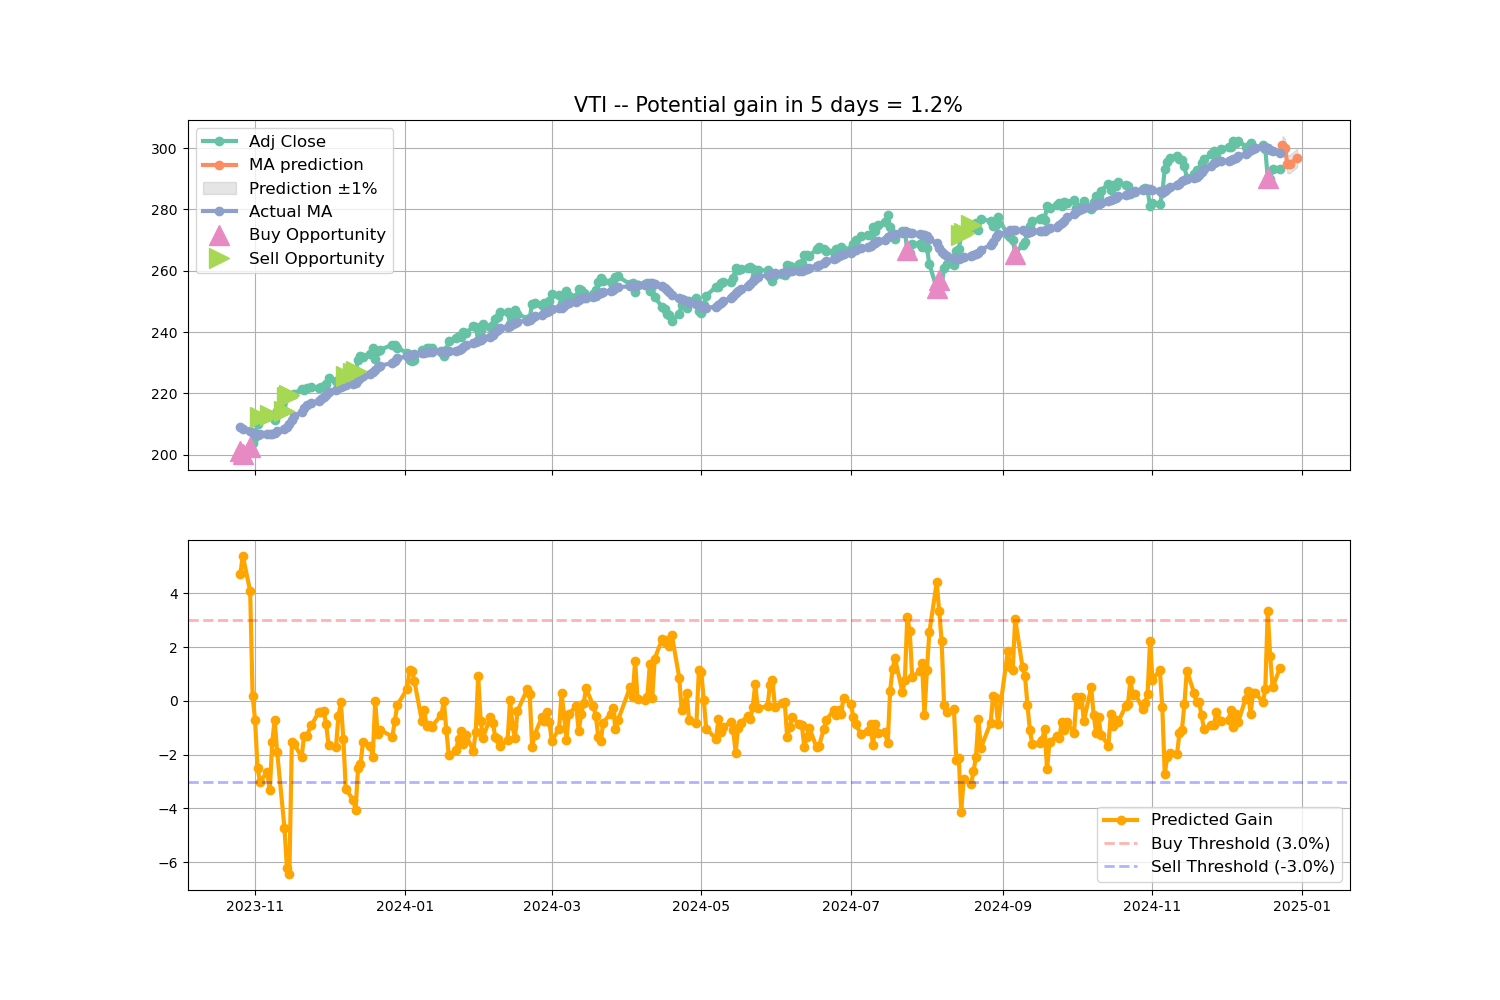 VTI -- Potential gain in 5 days = 1.2%
Adj Close
MA prediction
Prediction ±1%
Actual MA
Buy Opportunity
Sell Opportunity
300
280
260
240
220
200
4
2
0
−2
−4
−6
Predicted Gain
Buy Threshold (3.0%)
Sell Threshold (-3.0%)
2023-11 2024-01 2024-03 2024-05 2024-07 2024-09 2024-11 2025-01